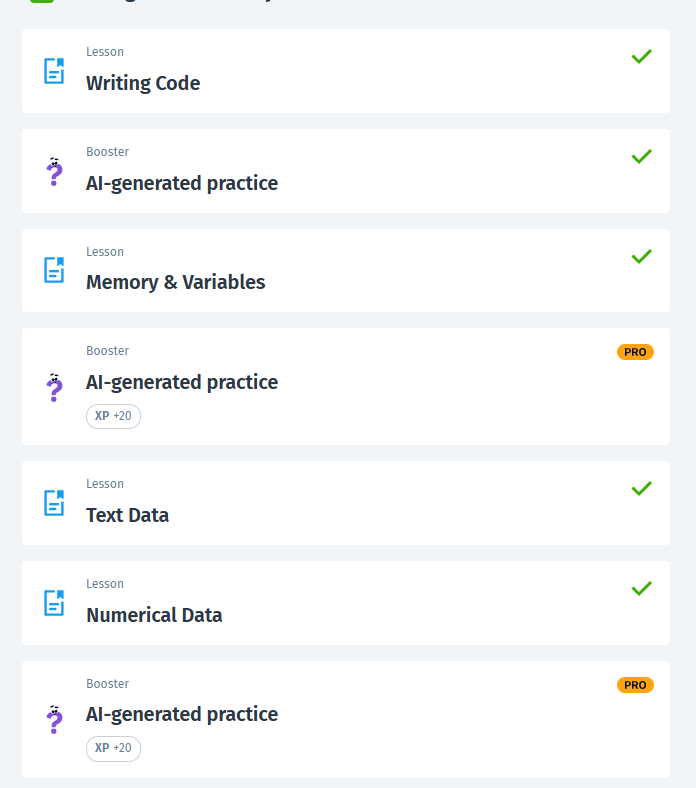 Lesson
Writing Code
Booster
AI-generated practice
Lesson
Memory & Variables
Booster
PRO
AI-generated practice
XP +20
Lesson
Text Data
Lesson
Numerical Data
Booster
PRO
AI-generated practice
XP +20